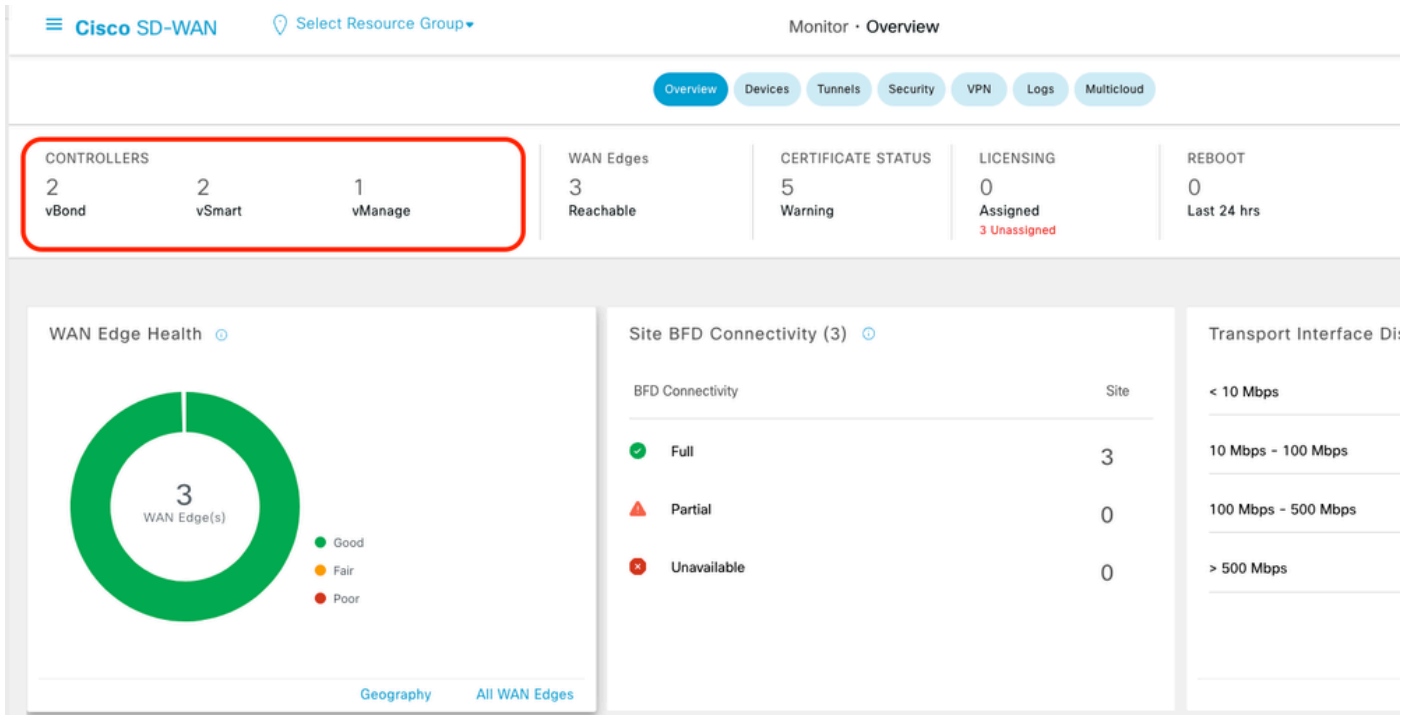 Cisco SD-WAN
Select Resource Group
Monitor · Overview
Overview Devices Tunnels Security VPN Logs Multicloud
CONTROLLERS
2 2 1
vBond vSmart vManage
WAN Edges
3
Reachable
CERTIFICATE STATUS
5
Warning
LICENSING
0
Assigned
3 Unassigned
REBOOT
0
Last 24 hrs
WAN Edge Health
3
WAN Edge(s)
Good
Fair
Poor
Geography All WAN Edges
Site BFD Connectivity (3)
BFD Connectivity Site
Full 3
Partial 0
Unavailable 0
Transport Interface Di
< 10 Mbps
10 Mbps - 100 Mbps
100 Mbps - 500 Mbps
> 500 Mbps